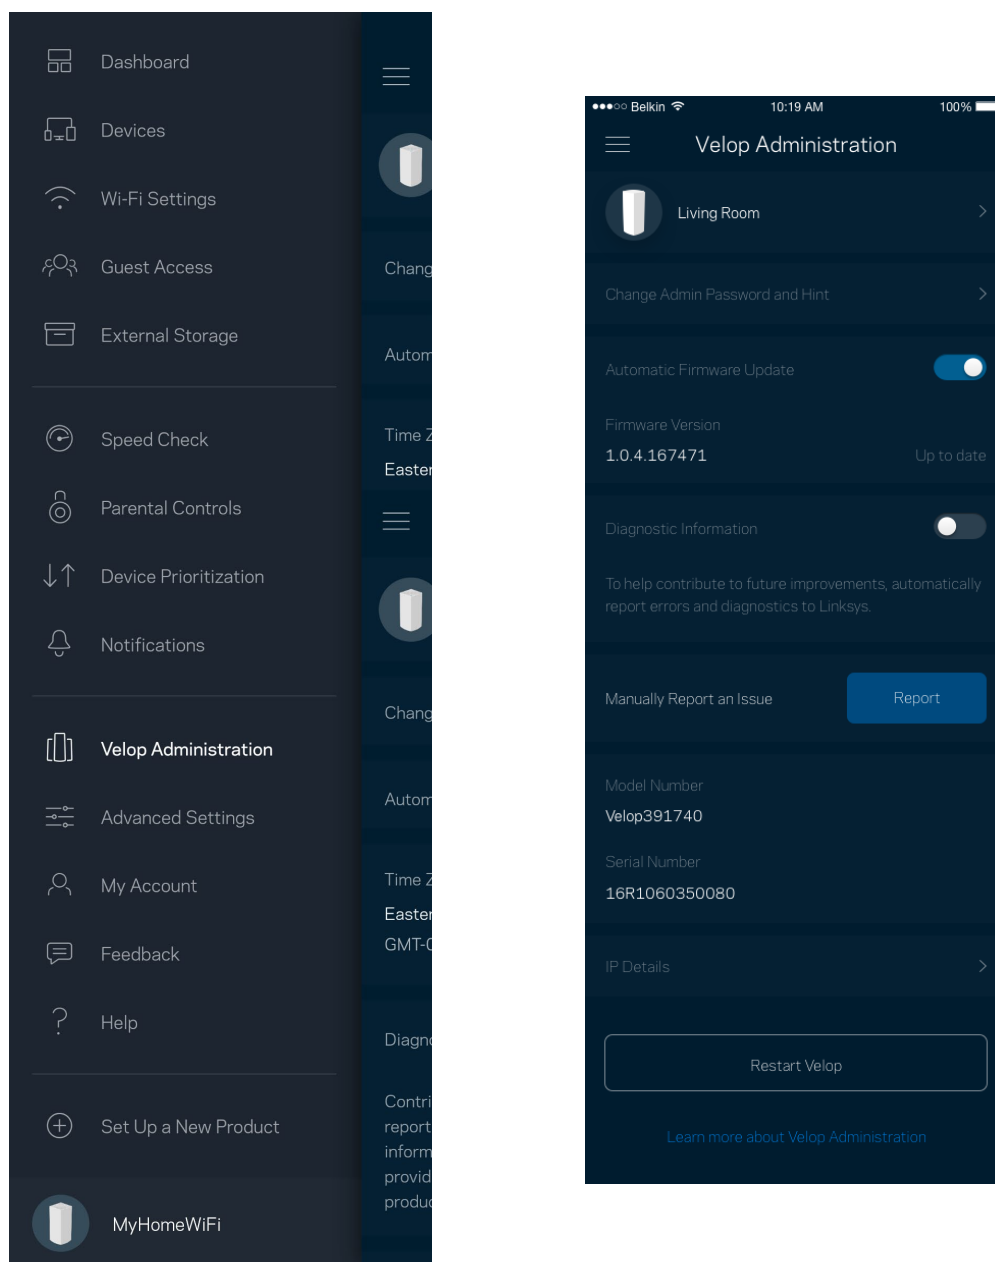 Dashboard
Devices
Wi-Fi Settings
Guest Access
External Storage
Speed Check
Parental Controls
Device Prioritization
Notifications
Velop Administration
Advanced Settings
My Account
Feedback
Help
Set Up a New Product
MyHomeWiFi
Chang
Autom
Time Z
Easter
Chang
Autom
Time Z
Easter
GMT-0
Diagno
Contri
report
inform
provid
produc
Belkin 10:19 AM 100%
Velop Administration
Living Room
Change Admin Password and Hint
Automatic Firmware Update
Firmware Version
1.0.4.167471 Up to date
Diagnostic Information
To help contribute to future improvements, automatically
report errors and diagnostics to Linksys.
Manually Report an Issue Report
Model Number
Velop391740
Serial Number
16R1060350080
IP Details
Restart Velop
Learn more about Velop Administration